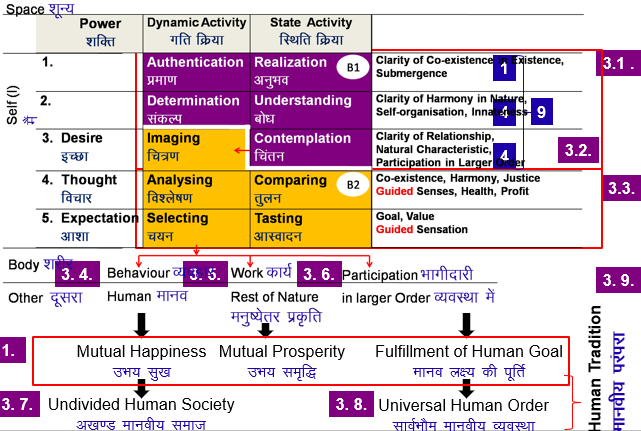 Space शून्य
Power Dynamic Activity State Activity
शक्ति गति क्रिया स्थिति क्रिया
Self (I)
में
1. Authentication Realization B1 Clarity of Co-existence in Existence, 3.1.
प्रमाण अनुभव Submergence 1
2. Determination Understanding Clarity of Harmony in Nature,
संकल्प बोध Self-organisation, Innateness 9
3. Desire Imaging Contemplation Clarity of Relationship, 3.2.
इच्छा चित्रण चिंतन Natural Characteristic, 4
Participation in Larger Order
4. Thought Analysing Comparing B2 Co-existence, Harmony, Justice 3.3.
विचार विश्लेषण तुलन Guided Senses, Health, Profit
5. Expectation Selecting Tasting Goal, Value
आशा चयन आस्वादन Guided Sensation
Body शरीर 3. 4. Behaviour 3. 5. Work कार्य 3. 6. Participation भागीदारी 3. 9.
Other दूसरा Human मानव Rest of Nature in larger Order व्यवस्था में
मनुष्येतर प्रकृति
1. Mutual Happiness Mutual Prosperity Fulfillment of Human Goal
उभय सुख उभय समृद्धि मानव लक्ष्य की पूर्ति
3. 7. Undivided Human Society 3. 8. Universal Human Order
अखण्ड मानवीय समाज सार्वभौम मानवीय व्यवस्था
Human Tradition
मानवीय परंपरा